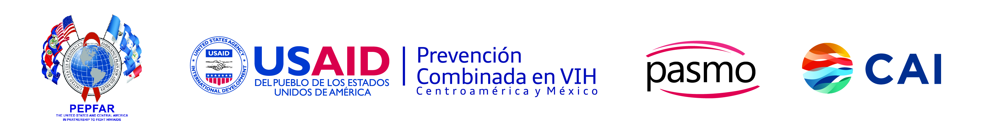 UNITED STATES PRESIDENT'S EMERGENCY PLAN FOR AIDS RELIEF
PEPFAR
THE UNITED STATES AND CENTRAL AMERICA
IN PARTNERSHIP TO FIGHT HIV/AIDS
UNITED STATES AGENCY
USAID
INTERNATIONAL DEVELOPMENT
USAID
DEL PUEBLO DE LOS ESTADOS
UNIDOS DE AMÉRICA
Prevención
Combinada en VIH
Centroamérica y México
pasmo
CAI